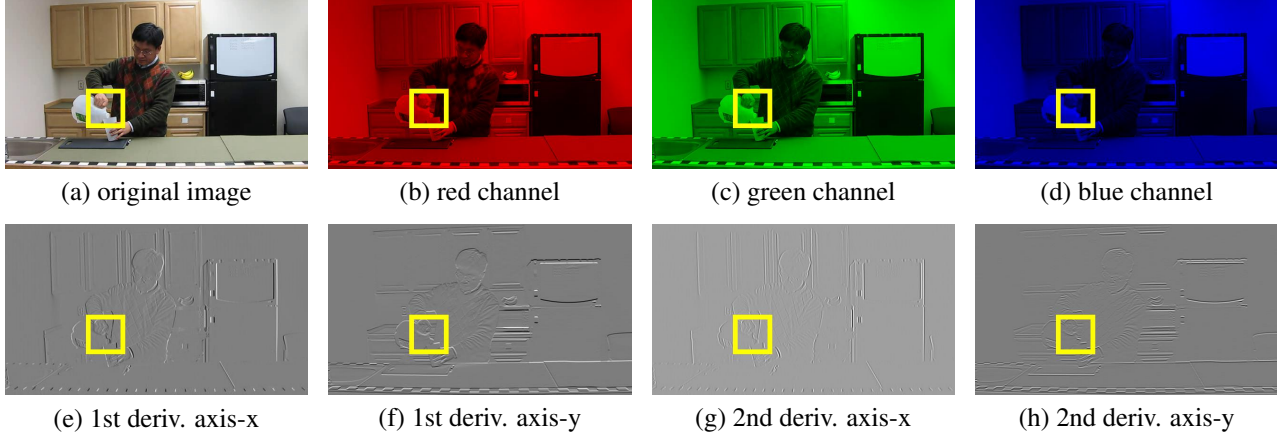 (a) original image
(b) red channel
(c) green channel
(d) blue channel
(e) 1st deriv. axis-x
(f) 1st deriv. axis-y
(g) 2nd deriv. axis-x
(h) 2nd deriv. axis-y